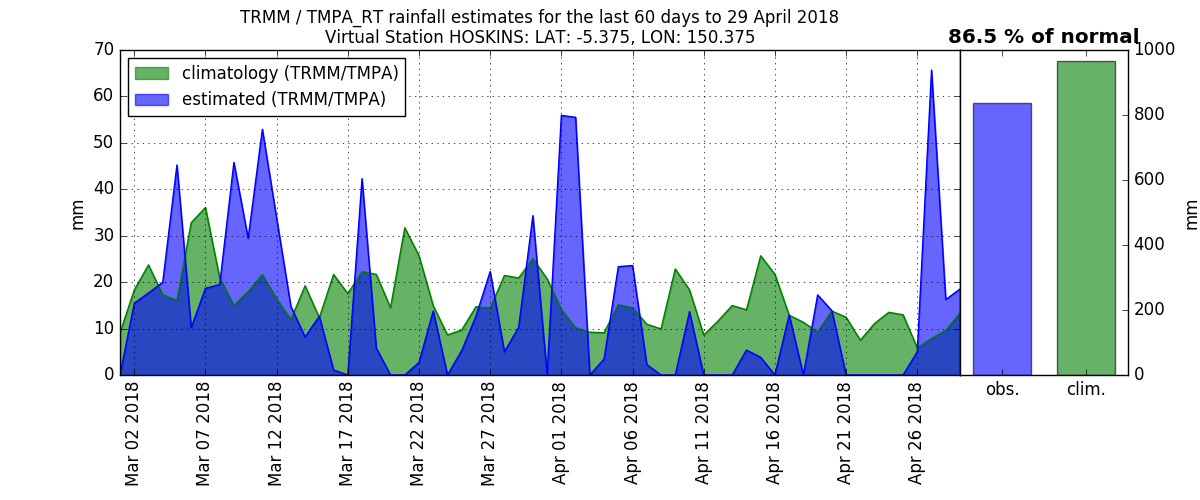 TRMM / TMPA_RT rainfall estimates for the last 60 days to 29 April 2018
Virtual Station HOSKINS: LAT: -5.375, LON: 150.375
86.5 % of normal
climatology (TRMM/TMPA)
estimated (TRMM/TMPA)
mm
70
60
50
40
30
20
10
0
Mar 02 2018
Mar 07 2018
Mar 12 2018
Mar 17 2018
Mar 22 2018
Mar 27 2018
Apr 01 2018
Apr 06 2018
Apr 11 2018
Apr 16 2018
Apr 21 2018
Apr 26 2018
obs.
clim.
1000
800
600
400
200
0
mm